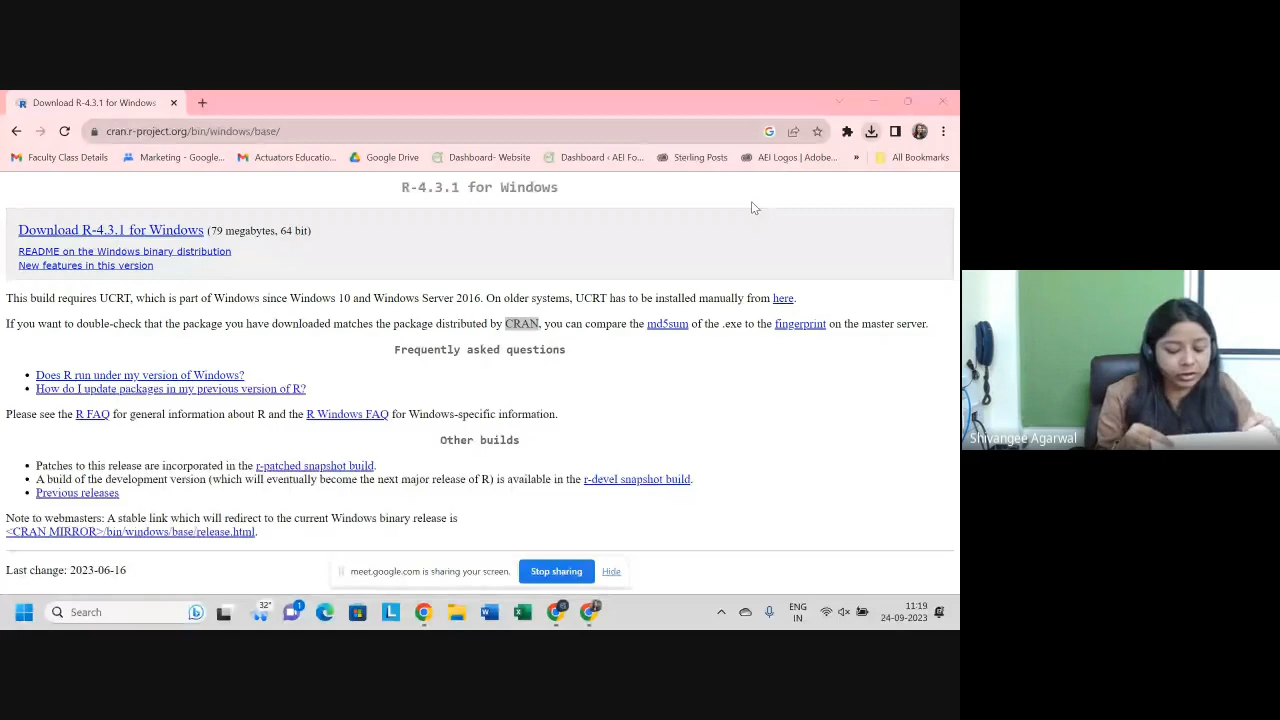 Download R-4.3.1 for Windows
cran.r-project.org/bin/windows/base/
Faculty Class Details
Marketing - Google...
Actuators Educatio...
Google Drive
Dashboard- Website
Dashboard ‹ AEI Fo...
Sterling Posts
AEI Logos | Adobe...
»
All Bookmarks
R-4.3.1 for Windows
Download R-4.3.1 for Windows (79 megabytes, 64 bit)
README on the Windows binary distribution
New features in this version
This build requires UCRT, which is part of Windows since Windows 10 and Windows Server 2016. On older systems, UCRT has to be installed manually from here.
If you want to double-check that the package you have downloaded matches the package distributed by CRAN, you can compare the md5sum of the .exe to the fingerprint on the master server.
Frequently asked questions
• Does R run under my version of Windows?
• How do I update packages in my previous version of R?
Please see the R FAQ for general information about R and the R Windows FAQ for Windows-specific information.
Other builds
• Patches to this release are incorporated in the r-patched snapshot build.
• A build of the development version (which will eventually become the next major release of R) is available in the r-devel snapshot build.
• Previous releases
Note to webmasters: A stable link which will redirect to the current Windows binary release is
<CRAN MIRROR>/bin/windows/base/release.html.
Last change: 2023-06-16
meet.google.com is sharing your screen.
Stop sharing
Hide
Search
32°
1
ENG
IN
11:19
24-09-2023
Shivangee Agarwal